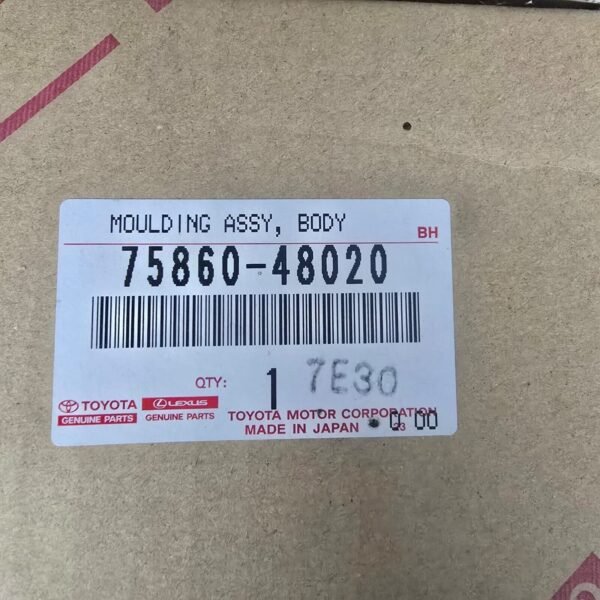 MOULDING ASSY, BODY
BH
75860-48020
QTY: 1 7E30
TOYOTA
GENUINE PARTS
LEXUS
GENUINE PARTS
TOYOTA MOTOR CORPORATION
MADE IN JAPAN 23
00